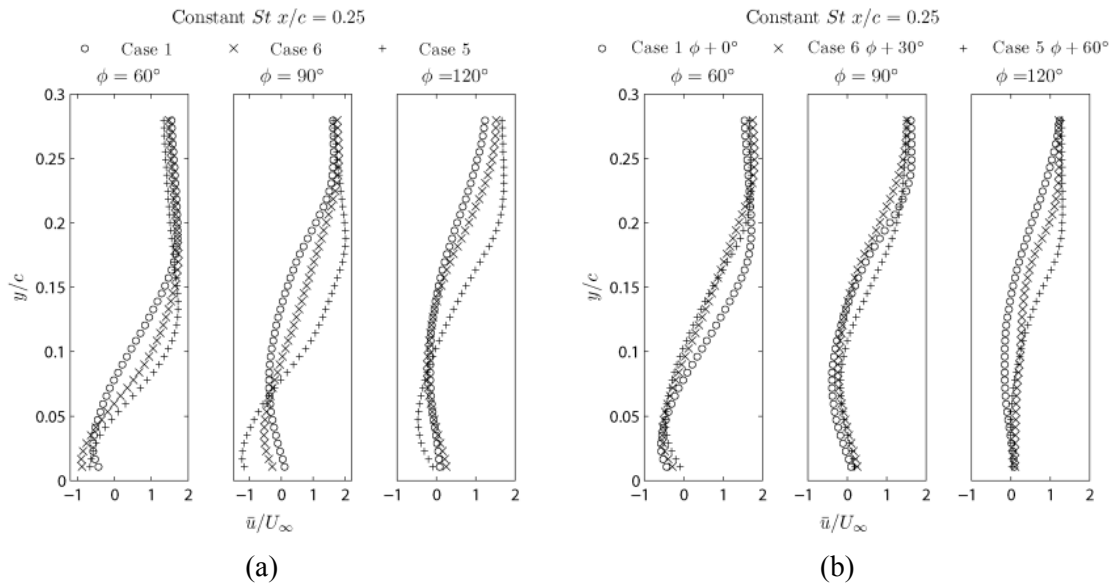 Constant St x/c = 0.25
○ Case 1 × Case 6 + Case 5
ϕ = 60° ϕ = 90° ϕ =120°
0.3
0.25
0.2
0.15
0.1
0.05
0
y/c
−1 0 1 2 −1 0 1 2 −1 0 1 2
ū/U∞
(a)
Constant St x/c = 0.25
○ Case 1 ϕ + 0° × Case 6 ϕ + 30° + Case 5 ϕ + 60°
ϕ = 60° ϕ = 90° ϕ =120°
0.3
0.25
0.2
0.15
0.1
0.05
0
y/c
−1 0 1 2 −1 0 1 2 −1 0 1 2
ū/U∞
(b)